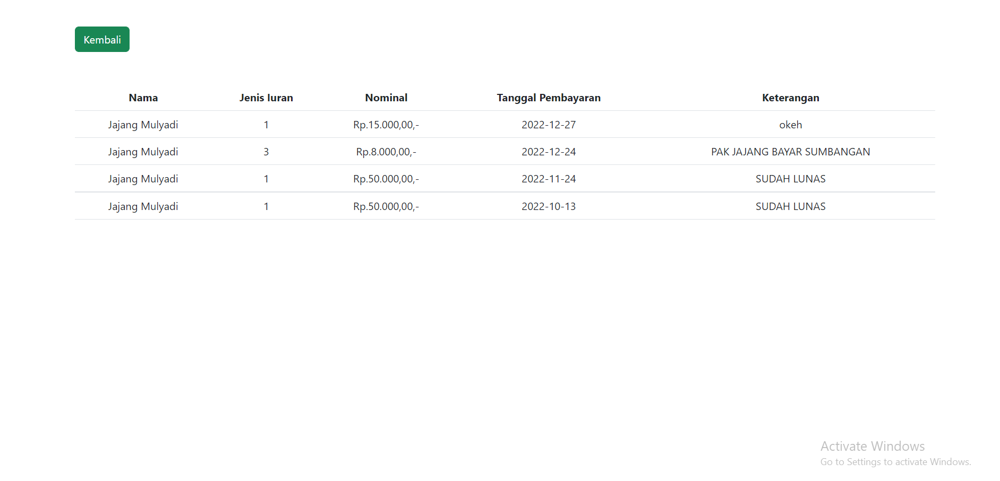 Kembali
Nama Jenis Iuran Nominal Tanggal Pembayaran Keterangan
Jajang Mulyadi 1 Rp.15.000,00,- 2022-12-27 okeh
Jajang Mulyadi 3 Rp.8.000,00,- 2022-12-24 PAK JAJANG BAYAR SUMBANGAN
Jajang Mulyadi 1 Rp.50.000,00,- 2022-11-24 SUDAH LUNAS
Jajang Mulyadi 1 Rp.50.000,00,- 2022-10-13 SUDAH LUNAS
Activate Windows
Go to Settings to activate Windows.